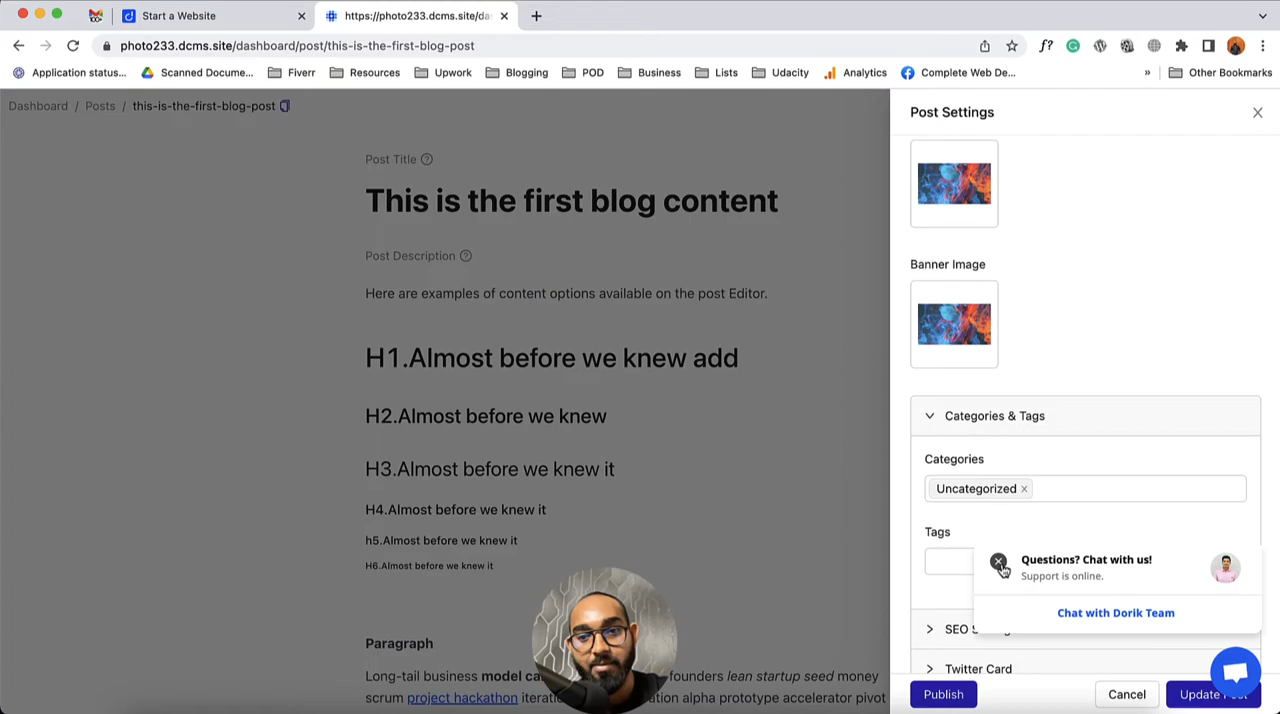 Start a Website
https://photo233.dcms.site/da
photo233.dcms.site/dashboard/post/this-is-the-first-blog-post
Application status... Scanned Docume... Fiverr Resources Upwork Blogging POD Business Lists Udacity Analytics Complete Web De... » Other Bookmarks
Dashboard / Posts / this-is-the-first-blog-post
Post Settings
Post Title
This is the first blog content
Post Description
Here are examples of content options available on the post Editor.
H1.Almost before we knew add
H2.Almost before we knew
H3.Almost before we knew it
H4.Almost before we knew it
h5.Almost before we knew it
H6.Almost before we knew it
Paragraph
Long-tail business model founders lean startup seed money
scrum project hackathon alpha prototype accelerator pivot
Banner Image
Categories & Tags
Categories
Uncategorized
Tags
Questions? Chat with us!
Support is online.
Chat with Dorik Team
SEO
Twitter Card
Publish
Cancel
Update